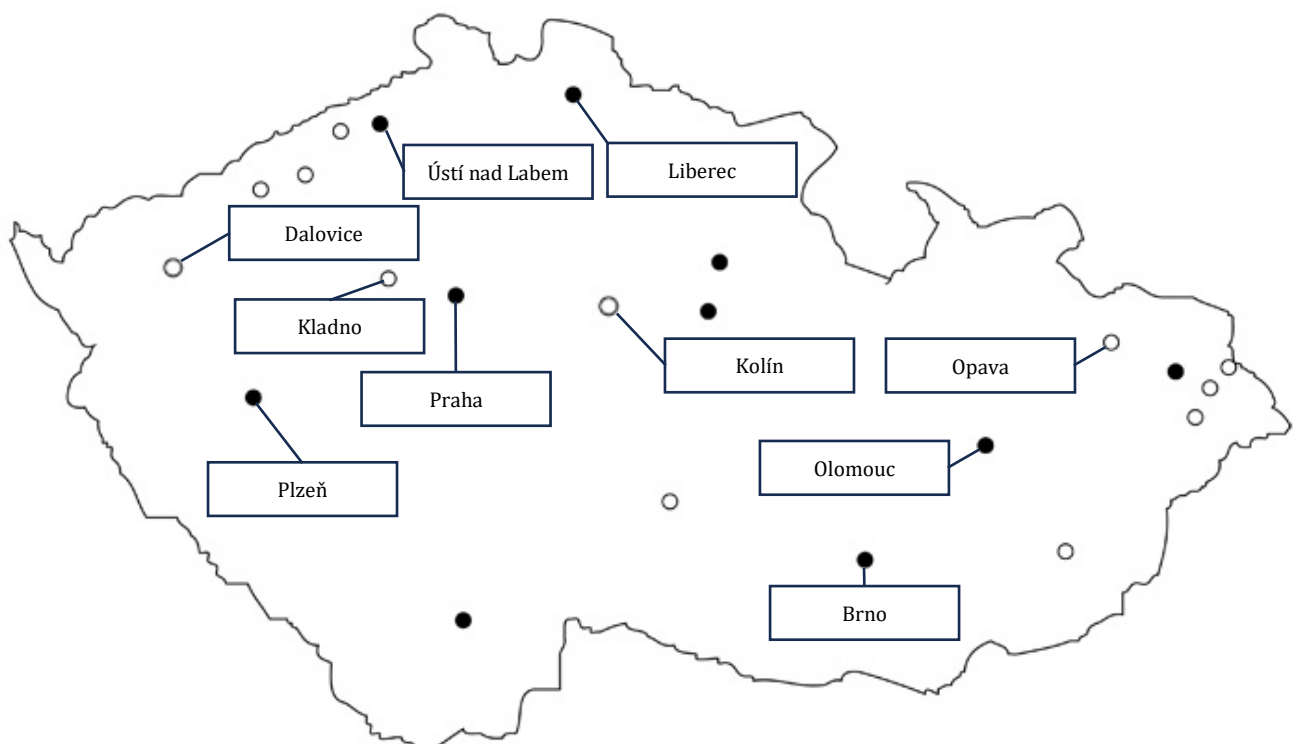 Ústí nad Labem
Liberec
Dalovice
Kladno
Kolín
Opava
Praha
Olomouc
Plzeň
Brno